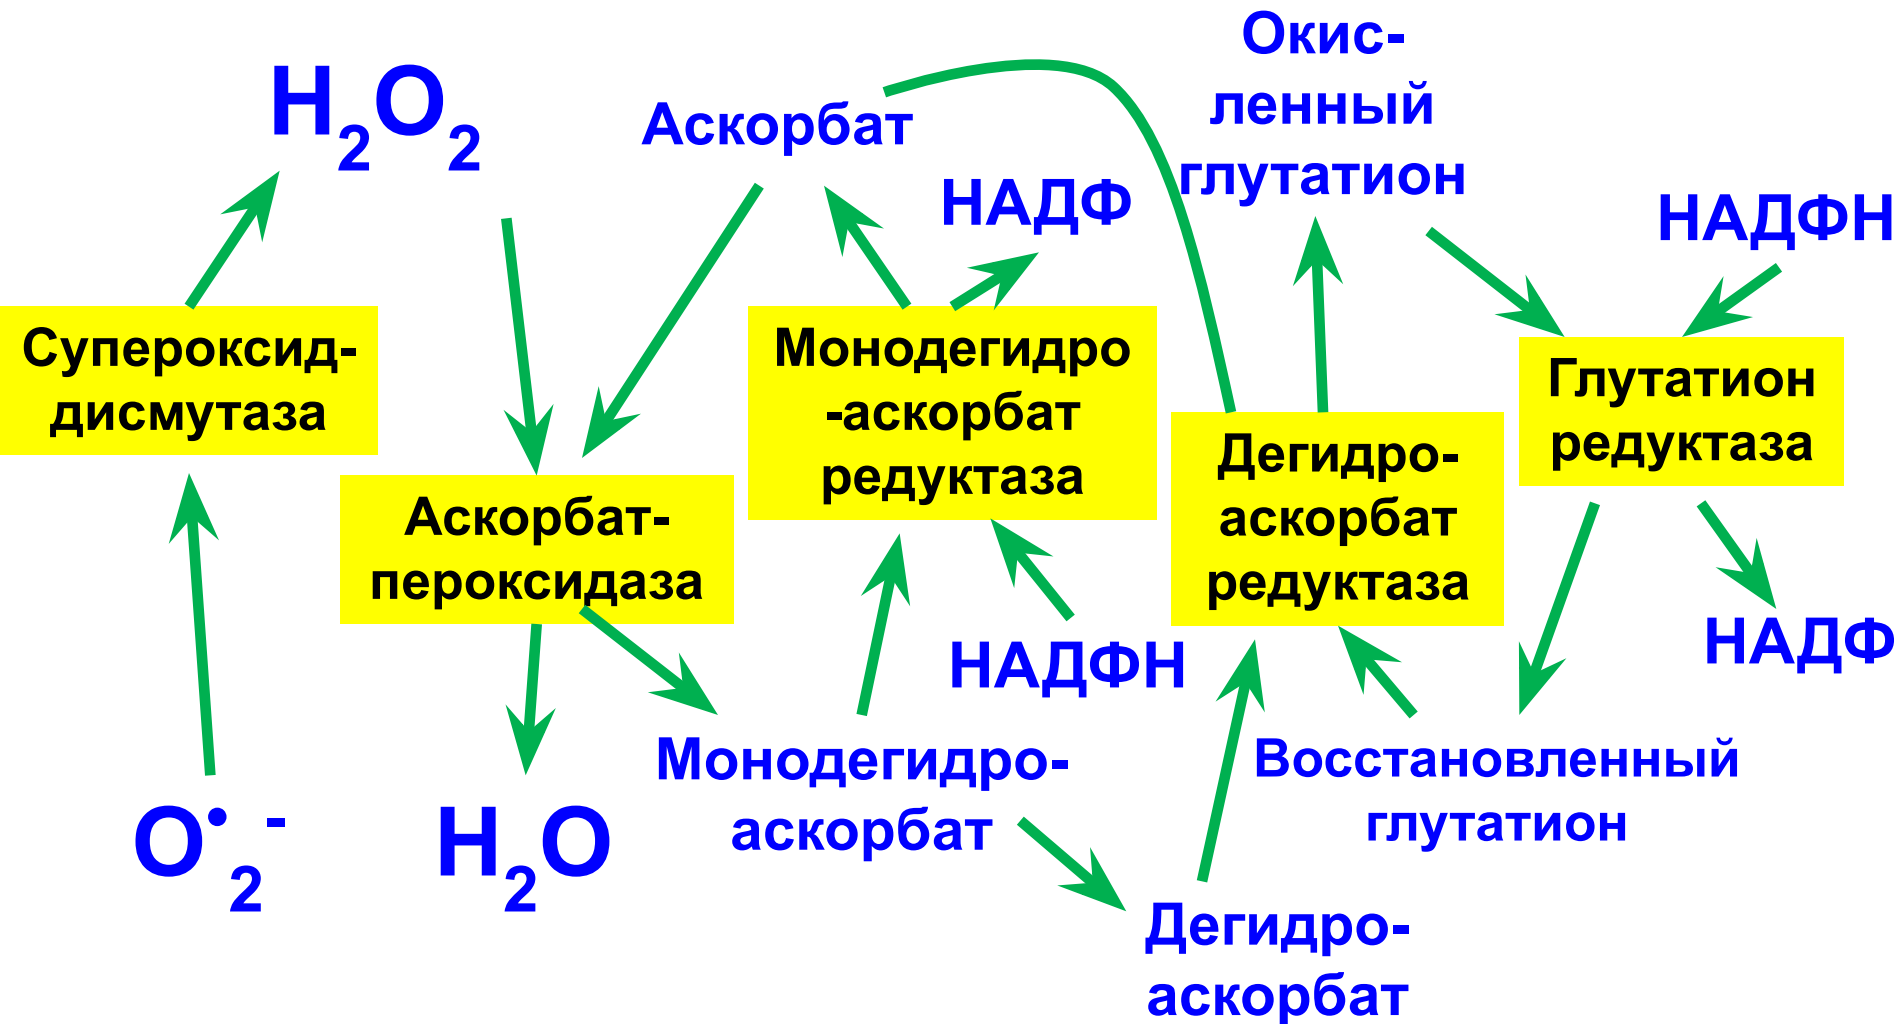 H2O2
Аскорбат
Окис-
ленный
глутатион
НАДФ
НАДФН
Супероксид-
дисмутаза
Монодегидро
-аскорбат
редуктаза
Глутатион
редуктаза
Дегидро-
аскорбат
редуктаза
Аскорбат-
пероксидаза
НАДФН
НАДФ
O•2-
H2O
Монодегидро-
аскорбат
Восстановленный
глутатион
Дегидро-
аскорбат